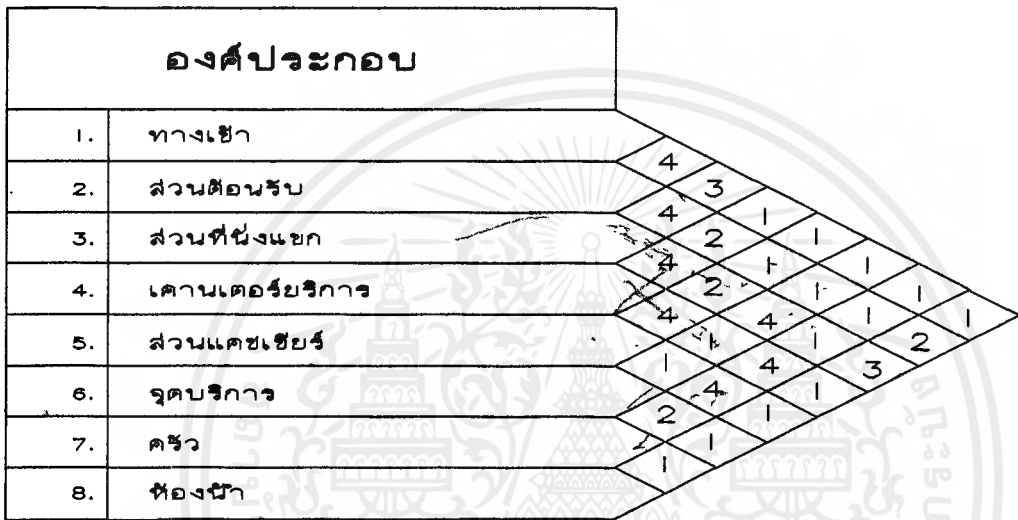 องค์ประกอบ
1. ทางเข้า
4
2. ส่วนต้อนรับ 3
4 1
3. ส่วนที่นั่งแขก 2 1
4 1 1
4. เคานเตอร์บริการ 2 1 1
4 4 1 1
5. ส่วนแคชเชียร์ 1 1 2
1 4 3
6. จุดบริการ 4 1
2 1
7. ครัว 1
1
8. ห้องน้ำ